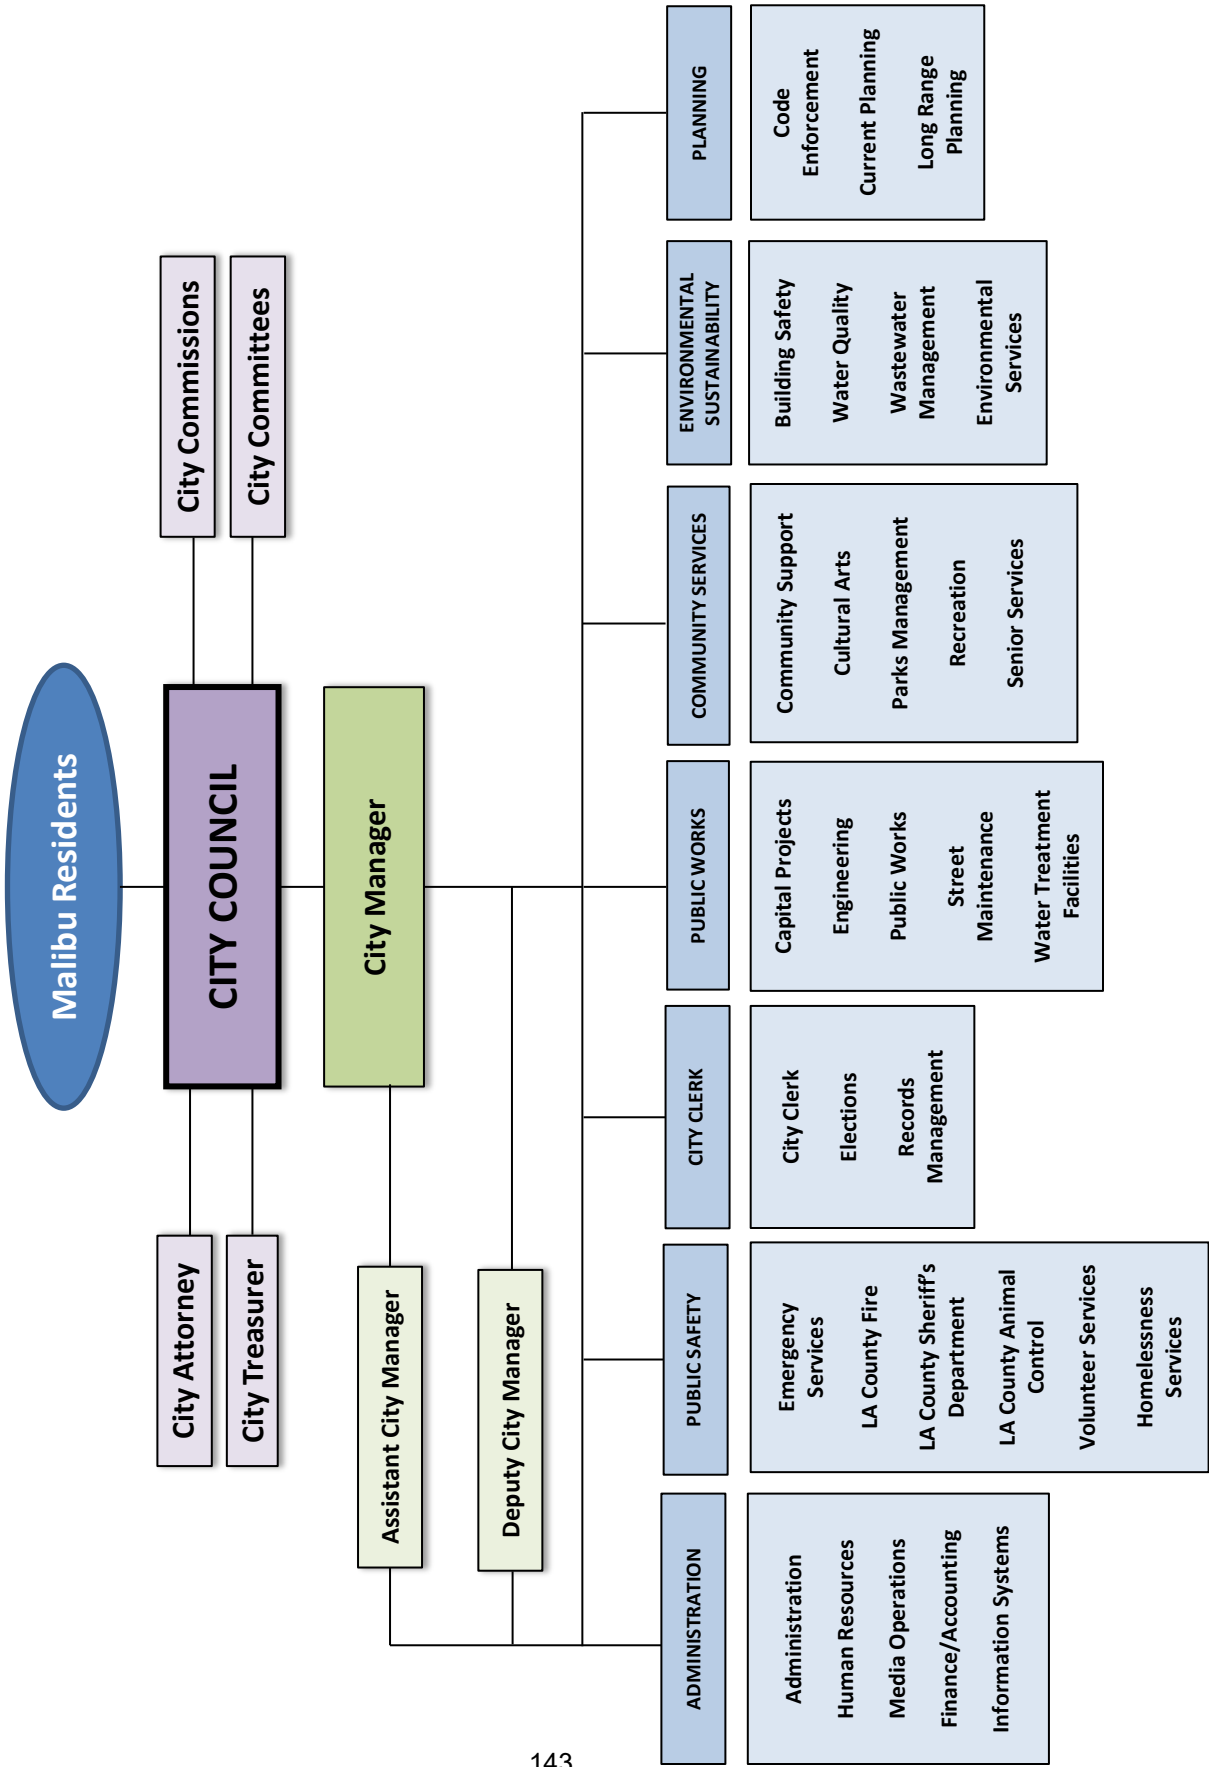 Malibu Residents
City Attorney
City Treasurer
CITY COUNCIL
City Commissions
City Committees
City Manager
Assistant City Manager
Deputy City Manager
ADMINISTRATION
Administration
Human Resources
Media Operations
Finance/Accounting
Information Systems
PUBLIC SAFETY
Emergency
Services
LA County Fire
LA County Sheriff's
Department
LA County Animal
Control
Volunteer Services
Homelessness
Services
CITY CLERK
City Clerk
Elections
Records
Management
PUBLIC WORKS
Capital Projects
Engineering
Public Works
Street
Maintenance
Water Treatment
Facilities
COMMUNITY SERVICES
Community Support
Cultural Arts
Parks Management
Recreation
Senior Services
ENVIRONMENTAL
SUSTAINABILITY
Building Safety
Water Quality
Wastewater
Management
Environmental
Services
PLANNING
Code
Enforcement
Current Planning
Long Range
Planning
143